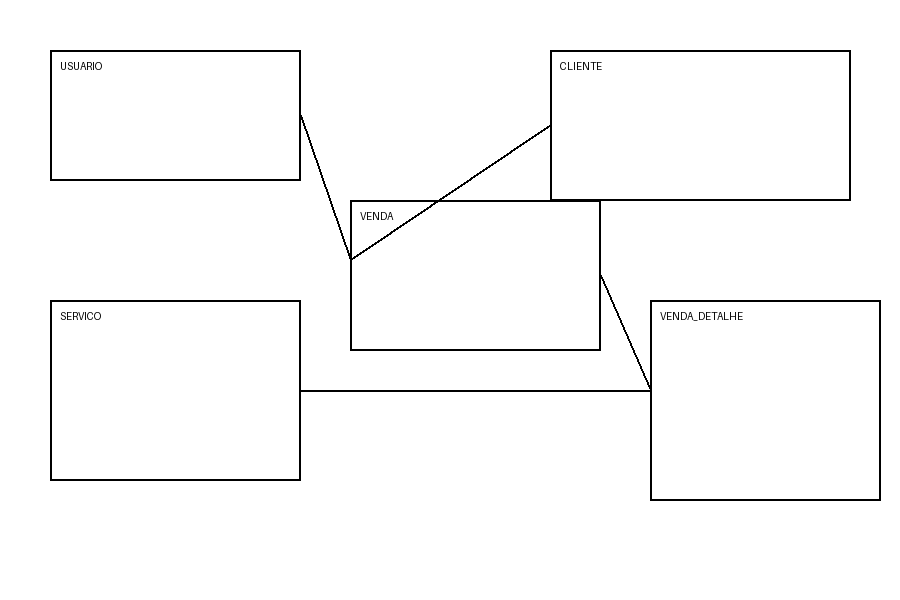 USUARIO
CLIENTE
VENDA
SERVICO
VENDA_DETALHE